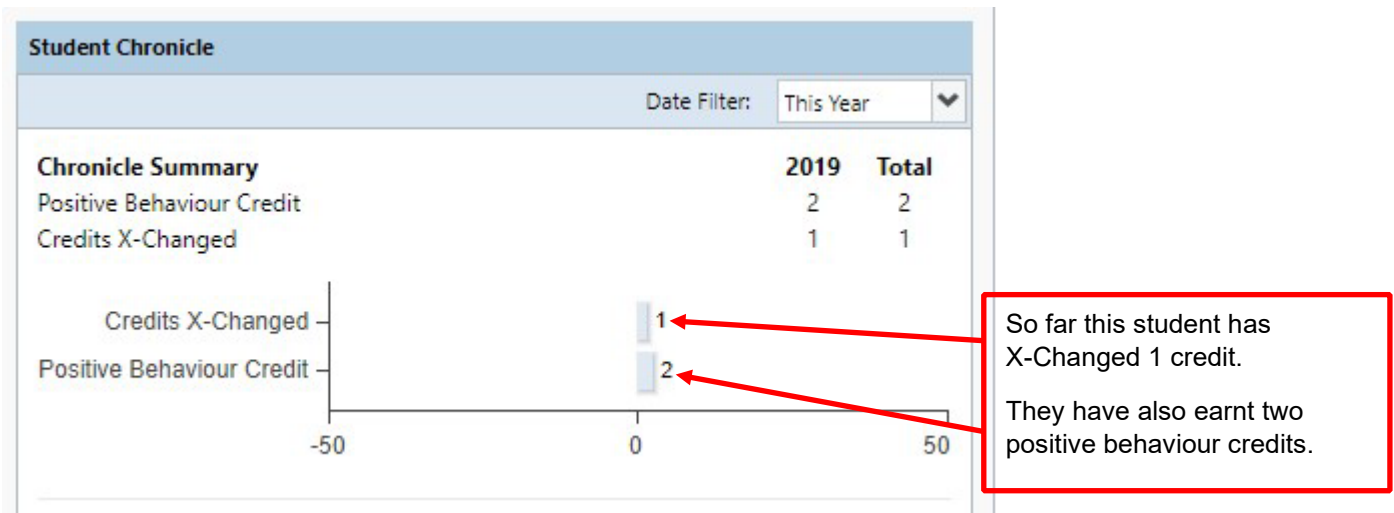 Student Chronicle
Date Filter: This Year
Chronicle Summary 2019 Total
Positive Behaviour Credit 2 2
Credits X-Changed 1 1
Credits X-Changed 1
Positive Behaviour Credit 2
-50 0 50
So far this student has
X-Changed 1 credit.
They have also earnt two
positive behaviour credits.